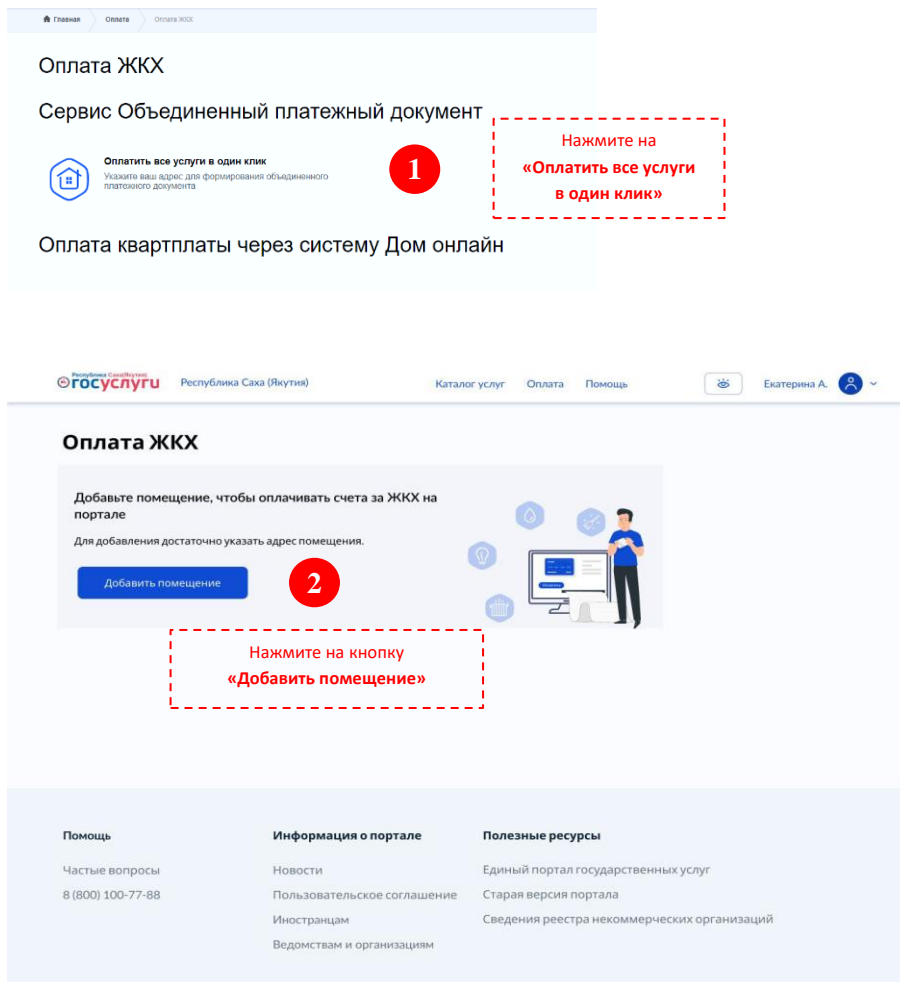 Главная
Оплата
Оплата ЖКХ
Оплата ЖКХ
Сервис Объединенный платежный документ
Оплатить все услуги в один клик
Укажите ваш адрес для формирования объединенного
платежного документа
1
Нажмите на
«Оплатить все услуги
в один клик»
Оплата квартплаты через систему Дом онлайн
Республика Саха(Якутия)
госуслуги
Республика Саха (Якутия)
Каталог услуг
Оплата
Помощь
Екатерина А.
Оплата ЖКХ
Добавьте помещение, чтобы оплачивать счета за ЖКХ на
портале
Для добавления достаточно указать адрес помещения.
Добавить помещение
2
Нажмите на кнопку
«Добавить помещение»
Помощь
Частые вопросы
8 (800) 100-77-88
Информация о портале
Новости
Пользовательское соглашение
Иностранцам
Ведомствам и организациям
Полезные ресурсы
Единый портал государственных услуг
Старая версия портала
Сведения реестра некоммерческих организаций